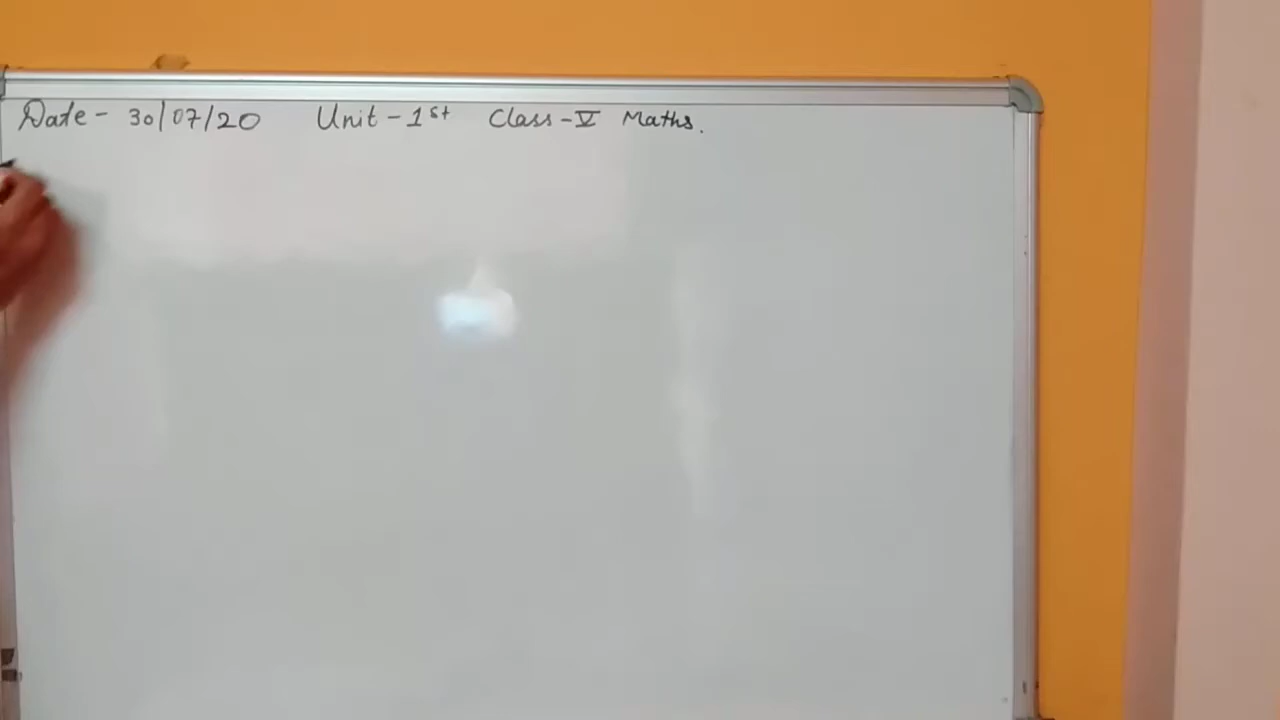 Date - 30/07/20 Unit - 1st Class - V Maths.